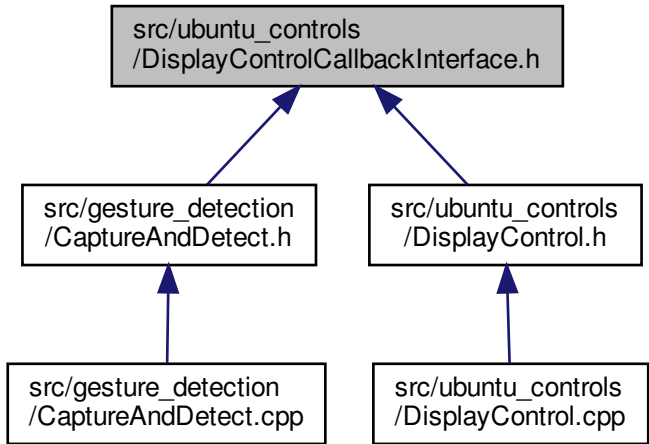 src/ubuntu_controls
/DisplayControlCallbackInterface.h
src/gesture_detection
/CaptureAndDetect.h
src/ubuntu_controls
/DisplayControl.h
src/gesture_detection
/CaptureAndDetect.cpp
src/ubuntu_controls
/DisplayControl.cpp